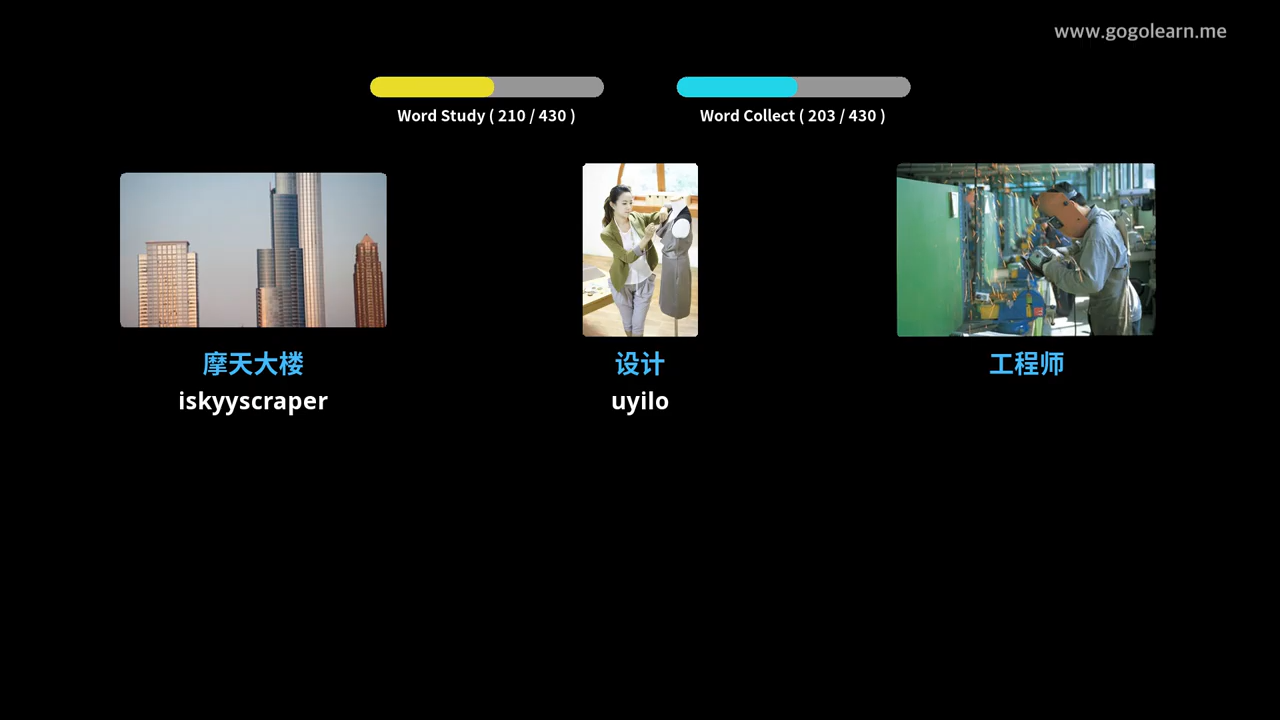 www.gogolearn.me
Word Study ( 210 / 430 )
Word Collect ( 203 / 430 )
摩天大楼
设计
工程师
iskyyscraper
uyilo